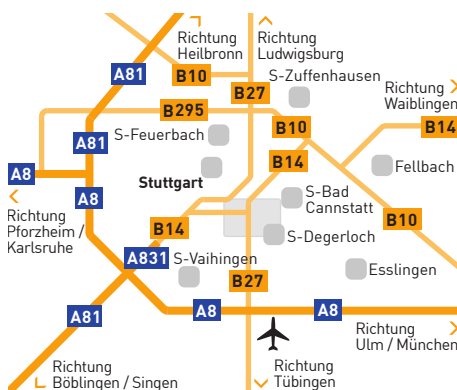 Richtung
Heilbronn
Richtung
Ludwigsburg
A81
B10
S-Zuffenhausen
B27
Richtung
Waiblingen
B295
B10
B14
A81
S-Feuerbach
B14
Fellbach
A8
Stuttgart
A8
S-Bad
Cannstatt
Richtung
Pforzheim /
Karlsruhe
B14
B10
S-Degerloch
A831
S-Vaihingen
Esslingen
B27
A81
A8
A8
Richtung
Ulm / München
Richtung
Böblingen / Singen
Richtung
Tübingen